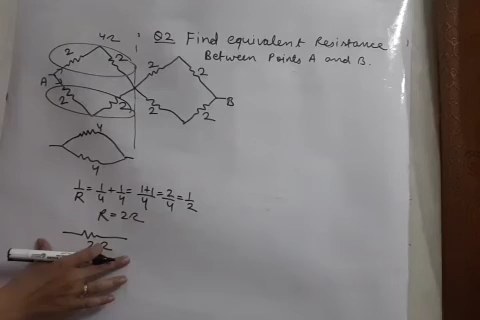 4Ω
Q2 Find equivalent Resistance
Between Points A and B.
2 2 2 2
A
B
2 2 2 2
4
4
1/R = 1/4 + 1/4 = 1+1/4 = 2/4 = 1/2
R = 2Ω
2Ω